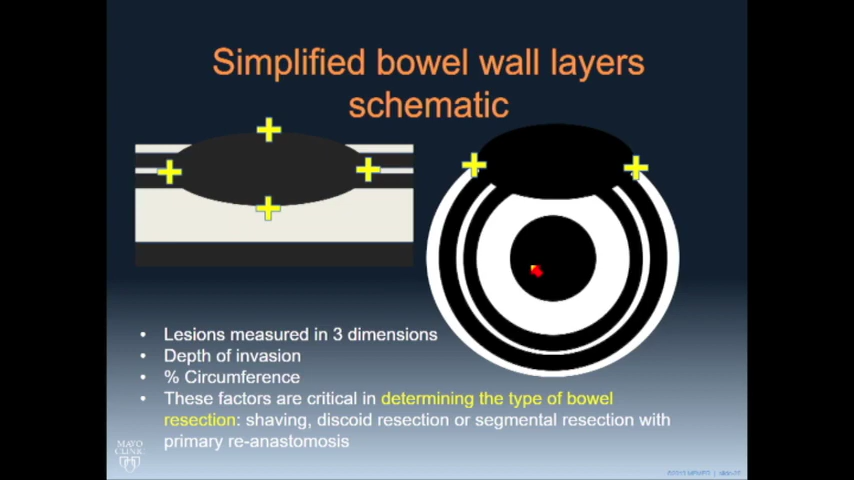 Simplified bowel wall layers
schematic
• Lesions measured in 3 dimensions
• Depth of invasion
• % Circumference
• These factors are critical in determining the type of bowel
resection: shaving, discoid resection or segmental resection with
primary re-anastomosis
MAYO
CLINIC